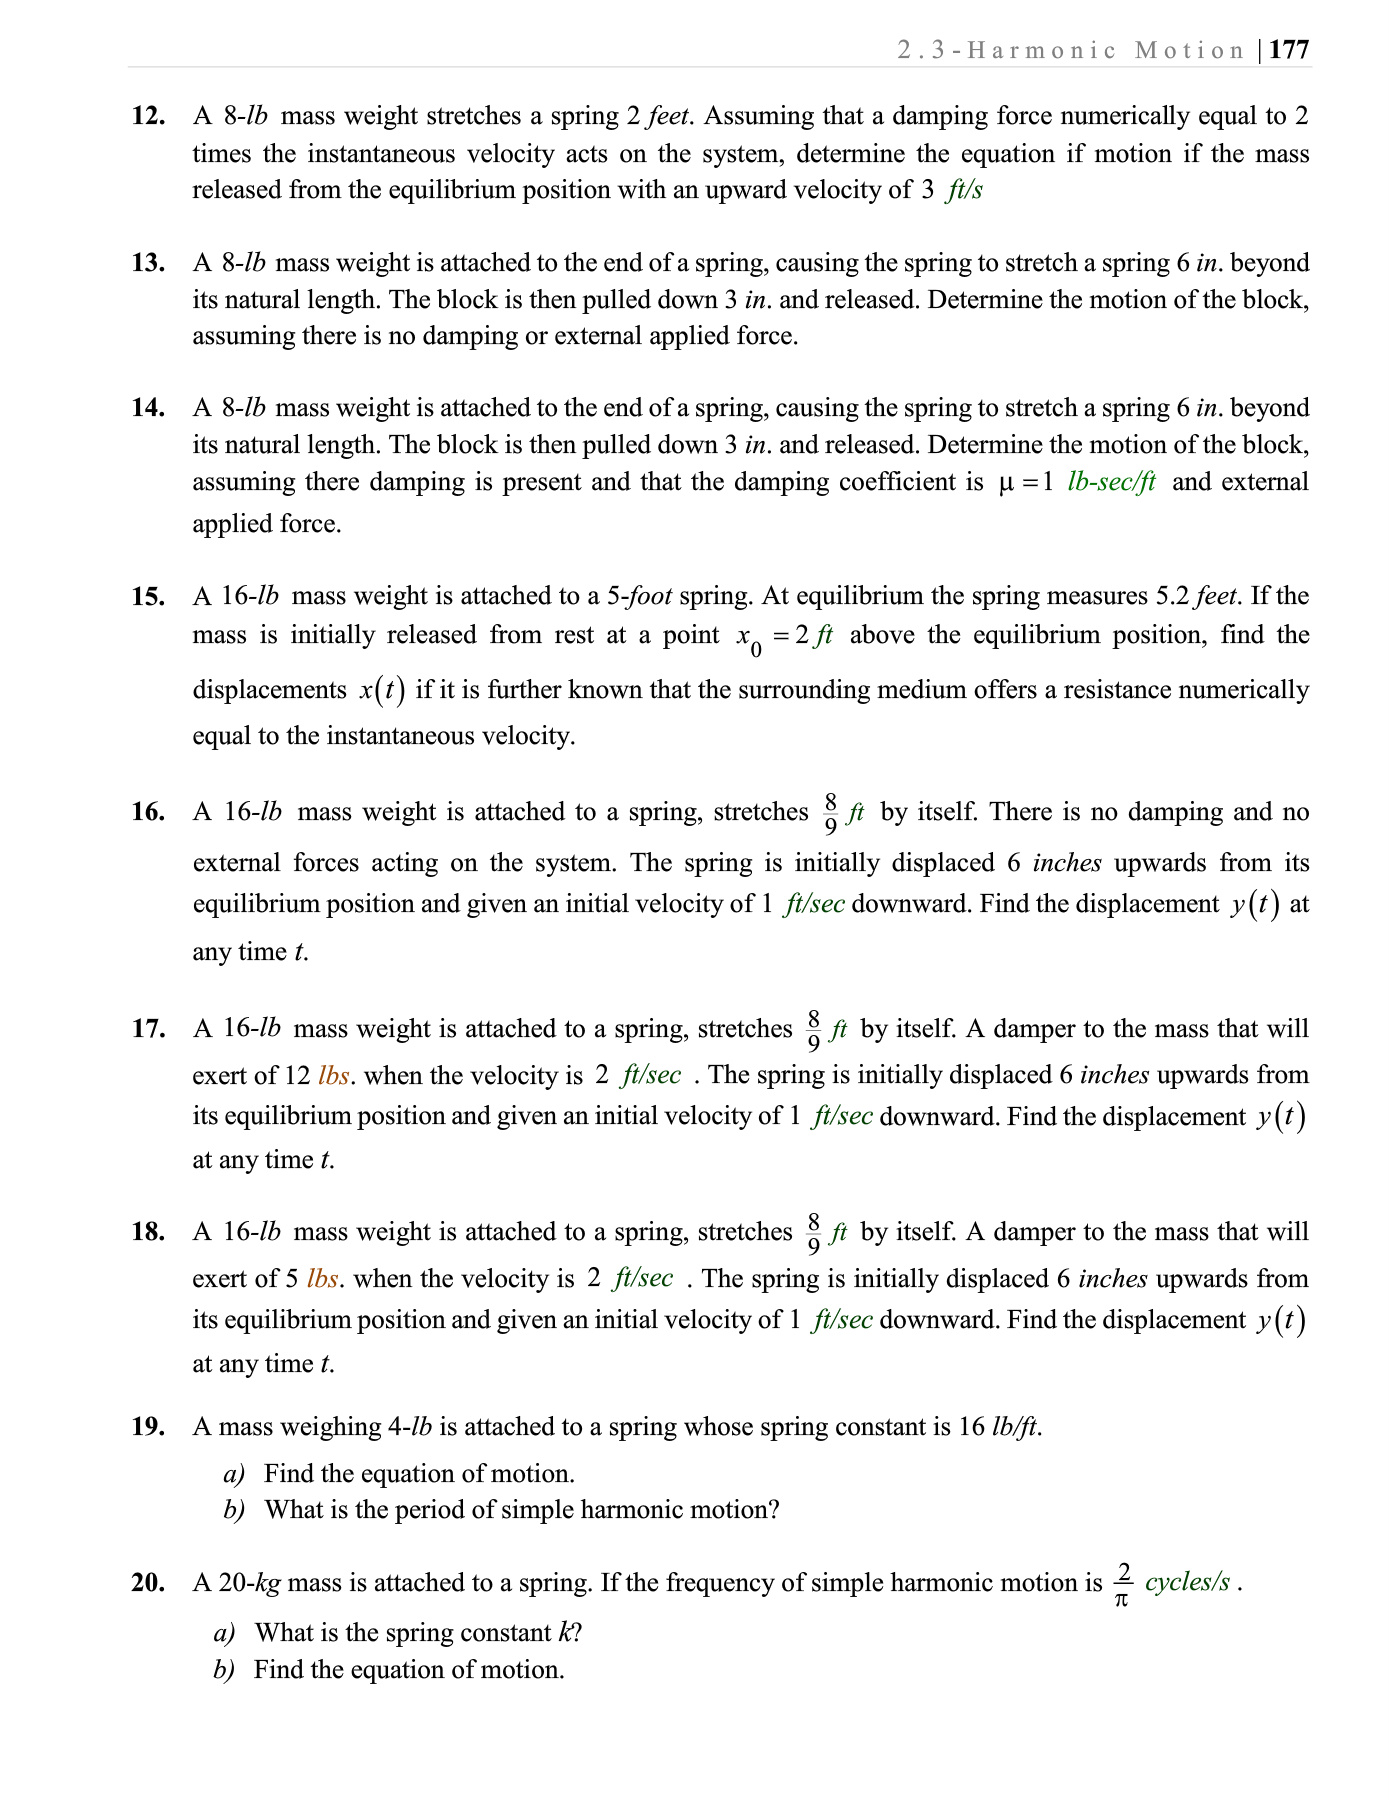 2.3-Harmonic Motion |177
12. A 8-lb mass weight stretches a spring 2 feet. Assuming that a damping force numerically equal to 2
times the instantaneous velocity acts on the system, determine the equation if motion if the mass
released from the equilibrium position with an upward velocity of 3 ft/s
13. A 8-lb mass weight is attached to the end of a spring, causing the spring to stretch a spring 6 in. beyond
its natural length. The block is then pulled down 3 in. and released. Determine the motion of the block,
assuming there is no damping or external applied force.
14. A 8-lb mass weight is attached to the end of a spring, causing the spring to stretch a spring 6 in. beyond
its natural length. The block is then pulled down 3 in. and released. Determine the motion of the block,
assuming there damping is present and that the damping coefficient is μ = 1 lb-sec/ft and external
applied force.
15. A 16-lb mass weight is attached to a 5-foot spring. At equilibrium the spring measures 5.2 feet. If the
mass is initially released from rest at a point x₀ = 2 ft above the equilibrium position, find the
displacements x(t) if it is further known that the surrounding medium offers a resistance numerically
equal to the instantaneous velocity.
16. A 16-lb mass weight is attached to a spring, stretches 8/9 ft by itself. There is no damping and no
external forces acting on the system. The spring is initially displaced 6 inches upwards from its
equilibrium position and given an initial velocity of 1 ft/sec downward. Find the displacement y(t) at
any time t.
17. A 16-lb mass weight is attached to a spring, stretches 8/9 ft by itself. A damper to the mass that will
exert of 12 lbs. when the velocity is 2 ft/sec . The spring is initially displaced 6 inches upwards from
its equilibrium position and given an initial velocity of 1 ft/sec downward. Find the displacement y(t)
at any time t.
18. A 16-lb mass weight is attached to a spring, stretches 8/9 ft by itself. A damper to the mass that will
exert of 5 lbs. when the velocity is 2 ft/sec . The spring is initially displaced 6 inches upwards from
its equilibrium position and given an initial velocity of 1 ft/sec downward. Find the displacement y(t)
at any time t.
19. A mass weighing 4-lb is attached to a spring whose spring constant is 16 lb/ft.
a) Find the equation of motion.
b) What is the period of simple harmonic motion?
20. A 20-kg mass is attached to a spring. If the frequency of simple harmonic motion is 2/π cycles/s .
a) What is the spring constant k?
b) Find the equation of motion.